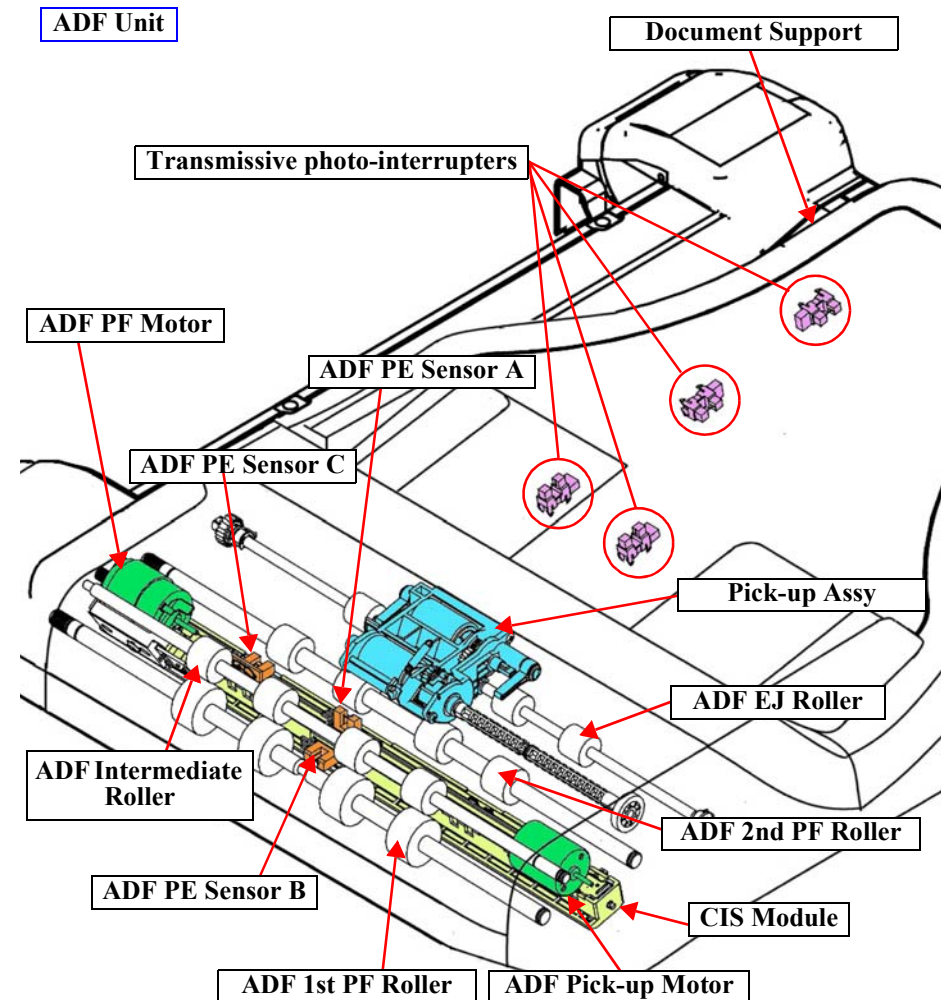 ADF Unit
Document Support
Transmissive photo-interrupters
ADF PF Motor
ADF PE Sensor A
ADF PE Sensor C
Pick-up Assy
ADF EJ Roller
ADF Intermediate
Roller
ADF 2nd PF Roller
ADF PE Sensor B
CIS Module
ADF 1st PF Roller
ADF Pick-up Motor